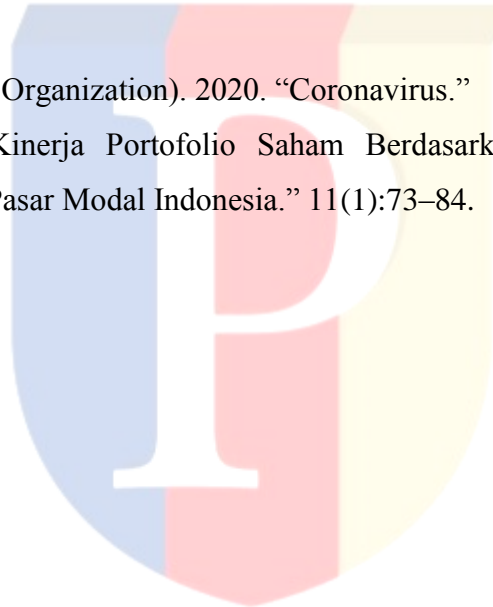 Organization). 2020. “Coronavirus.”
Kinerja Portofolio Saham Berdasark
Pasar Modal Indonesia.” 11(1):73–84.
P